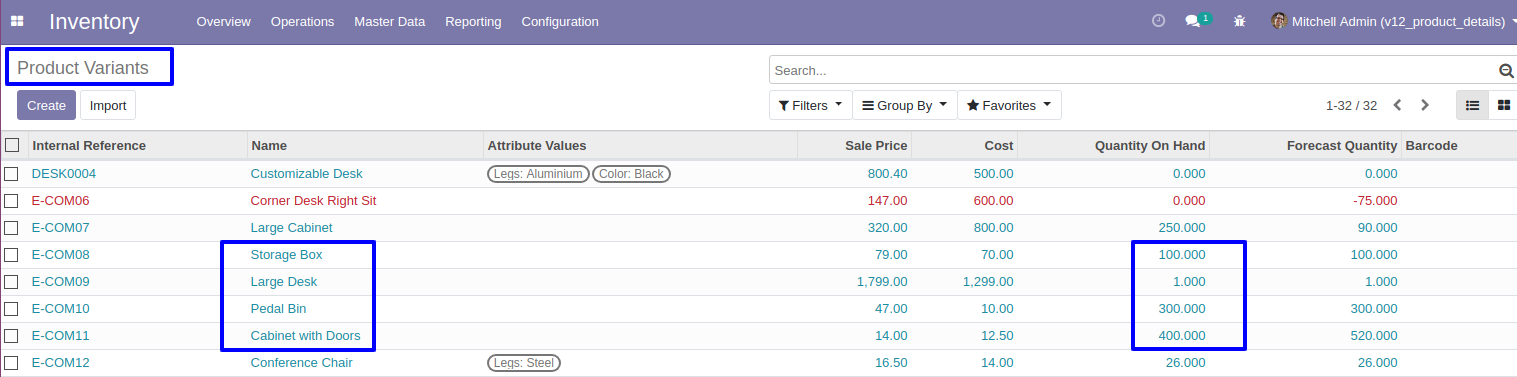 Inventory Overview Operations Master Data Reporting Configuration 1 Mitchell Admin (v12_product_details)
Product Variants Search...
Create Import Filters Group By Favorites 1-32 / 32
Internal Reference Name Attribute Values Sale Price Cost Quantity On Hand Forecast Quantity Barcode
DESK0004 Customizable Desk Legs: Aluminium Color: Black 800.40 500.00 0.000 0.000
E-COM06 Corner Desk Right Sit 147.00 600.00 0.000 -75.000
E-COM07 Large Cabinet 320.00 800.00 250.000 90.000
E-COM08 Storage Box 79.00 70.00 100.000 100.000
E-COM09 Large Desk 1,799.00 1,299.00 1.000 1.000
E-COM10 Pedal Bin 47.00 10.00 300.000 300.000
E-COM11 Cabinet with Doors 14.00 12.50 400.000 520.000
E-COM12 Conference Chair Legs: Steel 16.50 14.00 26.000 26.000